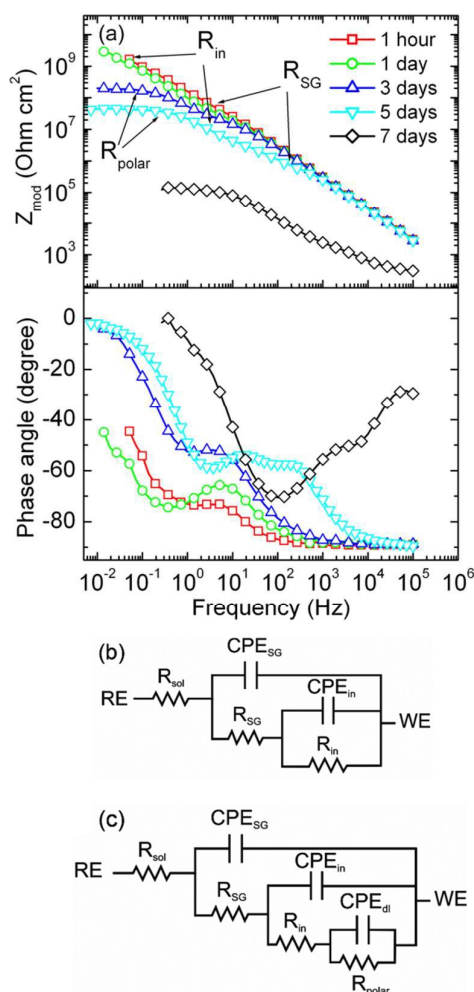 (a)
R_in
R_SG
R_polar
1 hour
1 day
3 days
5 days
7 days
Z_mod (Ohm cm²)
10⁹
10⁷
10⁵
10³
Phase angle (degree)
0
-20
-40
-60
-80
10⁻² 10⁻¹ 10⁰ 10¹ 10² 10³ 10⁴ 10⁵ 10⁶
Frequency (Hz)
(b)
CPE_SG
R_sol
RE
CPE_in
WE
R_SG
R_in
(c)
CPE_SG
R_sol
RE
CPE_in
WE
R_SG
CPE_dl
R_in
R_polar